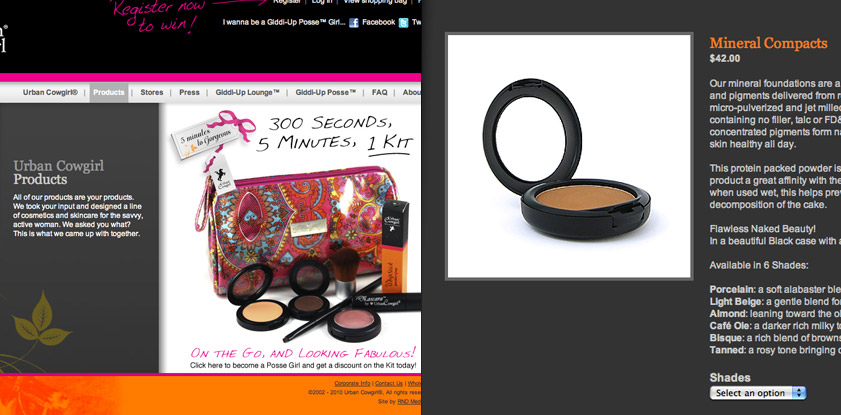 Register now
to win!
Register | Log In | View shopping bag |
I wanna be a Giddi-Up Posse™ Girl... Facebook Tw
Urban Cowgirl® | Products | Stores | Press | Giddi-Up Lounge™ | Giddi-Up Posse™ | FAQ | Abou
Urban Cowgirl
Products
All of our products are your products.
We took your input and designed a line
of cosmetics and skincare for the savvy,
active woman. We asked you what?
This is what we came up with together.
5 minutes
to Gorgeous
300 Seconds,
5 Minutes, 1 Kit
Mascara
On the go, and looking fabulous!
Click here to become a Posse Girl and get a discount on the Kit today!
Corporate Info | Contact Us | Who
©2002 - 2010 Urban Cowgirl®, All rights rese
Site by RND Med
Mineral Compacts
$42.00
Our mineral foundations are a
and pigments delivered from
micro-pulverized and jet mille
containing no filler, talc or FD&
concentrated pigments form na
skin healthy all day.
This protein packed powder is
product a great affinity with the
when used wet, this helps prev
decomposition of the cake.
Flawless Naked Beauty!
In a beautiful Black case with a
Available in 6 Shades:
Porcelain: a soft alabaster ble
Light Beige: a gentle blend fo
Almond: leaning toward the ol
Café Ole: a darker rich milky t
Bisque: a rich blend of browns
Tanned: a rosy tone bringing o
Shades
Select an option